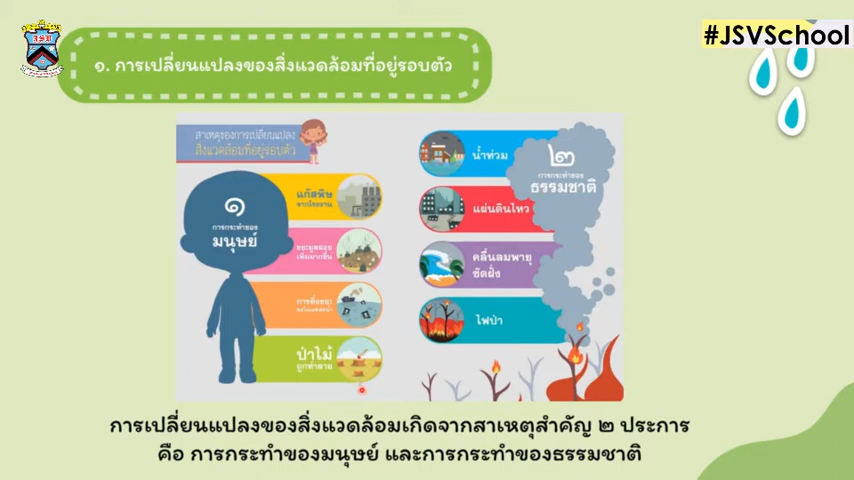 #JSVSchool
JSV
๑. การเปลี่ยนแปลงของสิ่งแวดล้อมที่อยู่รอบตัว
สาเหตุของการเปลี่ยนแปลง
สิ่งแวดล้อมที่อยู่รอบตัว
๑
การกระทำของ
มนุษย์
แก๊สพิษ
จากโรงงาน
ขยะมูลฝอย
เพิ่มมากขึ้น
การทิ้งขยะ
ลงในแหล่งน้ำ
ป่าไม้
ถูกทำลาย
๒
การกระทำของ
ธรรมชาติ
น้ำท่วม
แผ่นดินไหว
คลื่นลมพายุ
ซัดฝั่ง
ไฟป่า
การเปลี่ยนแปลงของสิ่งแวดล้อมเกิดจากสาเหตุสำคัญ ๒ ประการ
คือ การกระทำของมนุษย์ และการกระทำของธรรมชาติ